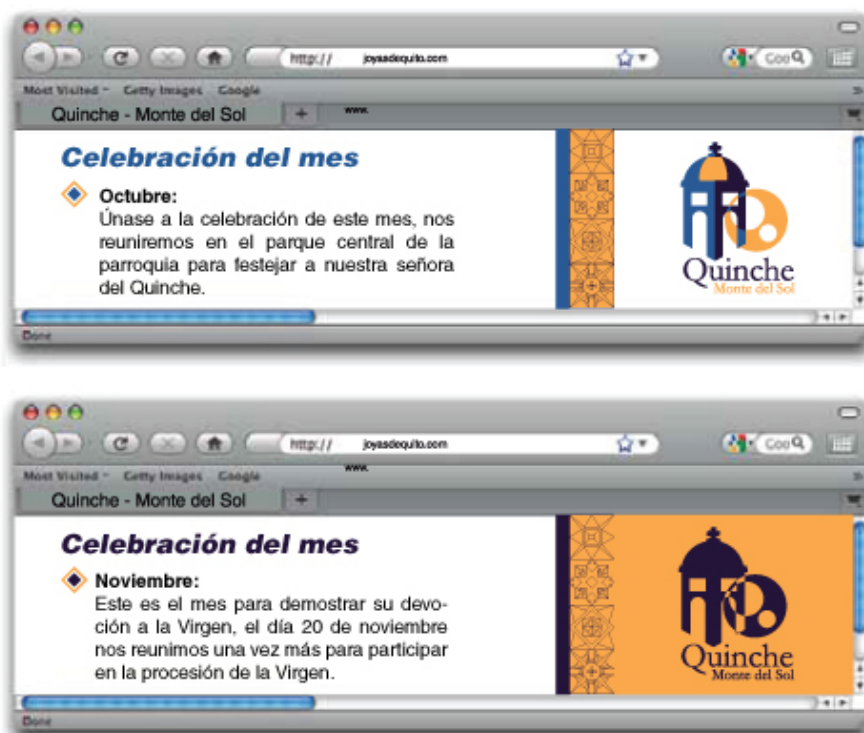 http:// joyasdequito.com
Goo
Most Visited - Getty Images Google
www.
Quinche - Monte del Sol +
Celebración del mes
Octubre:
Únase a la celebración de este mes, nos
reuniremos en el parque central de la
parroquia para festejar a nuestra señora
del Quinche.
Quinche
Monte del Sol
Done
http:// joyasdequito.com
Goo
Most Visited - Getty Images Google
www.
Quinche - Monte del Sol +
Celebración del mes
Noviembre:
Este es el mes para demostrar su devo-
ción a la Virgen, el día 20 de noviembre
nos reunimos una vez más para participar
en la procesión de la Virgen.
Quinche
Monte del Sol
Done